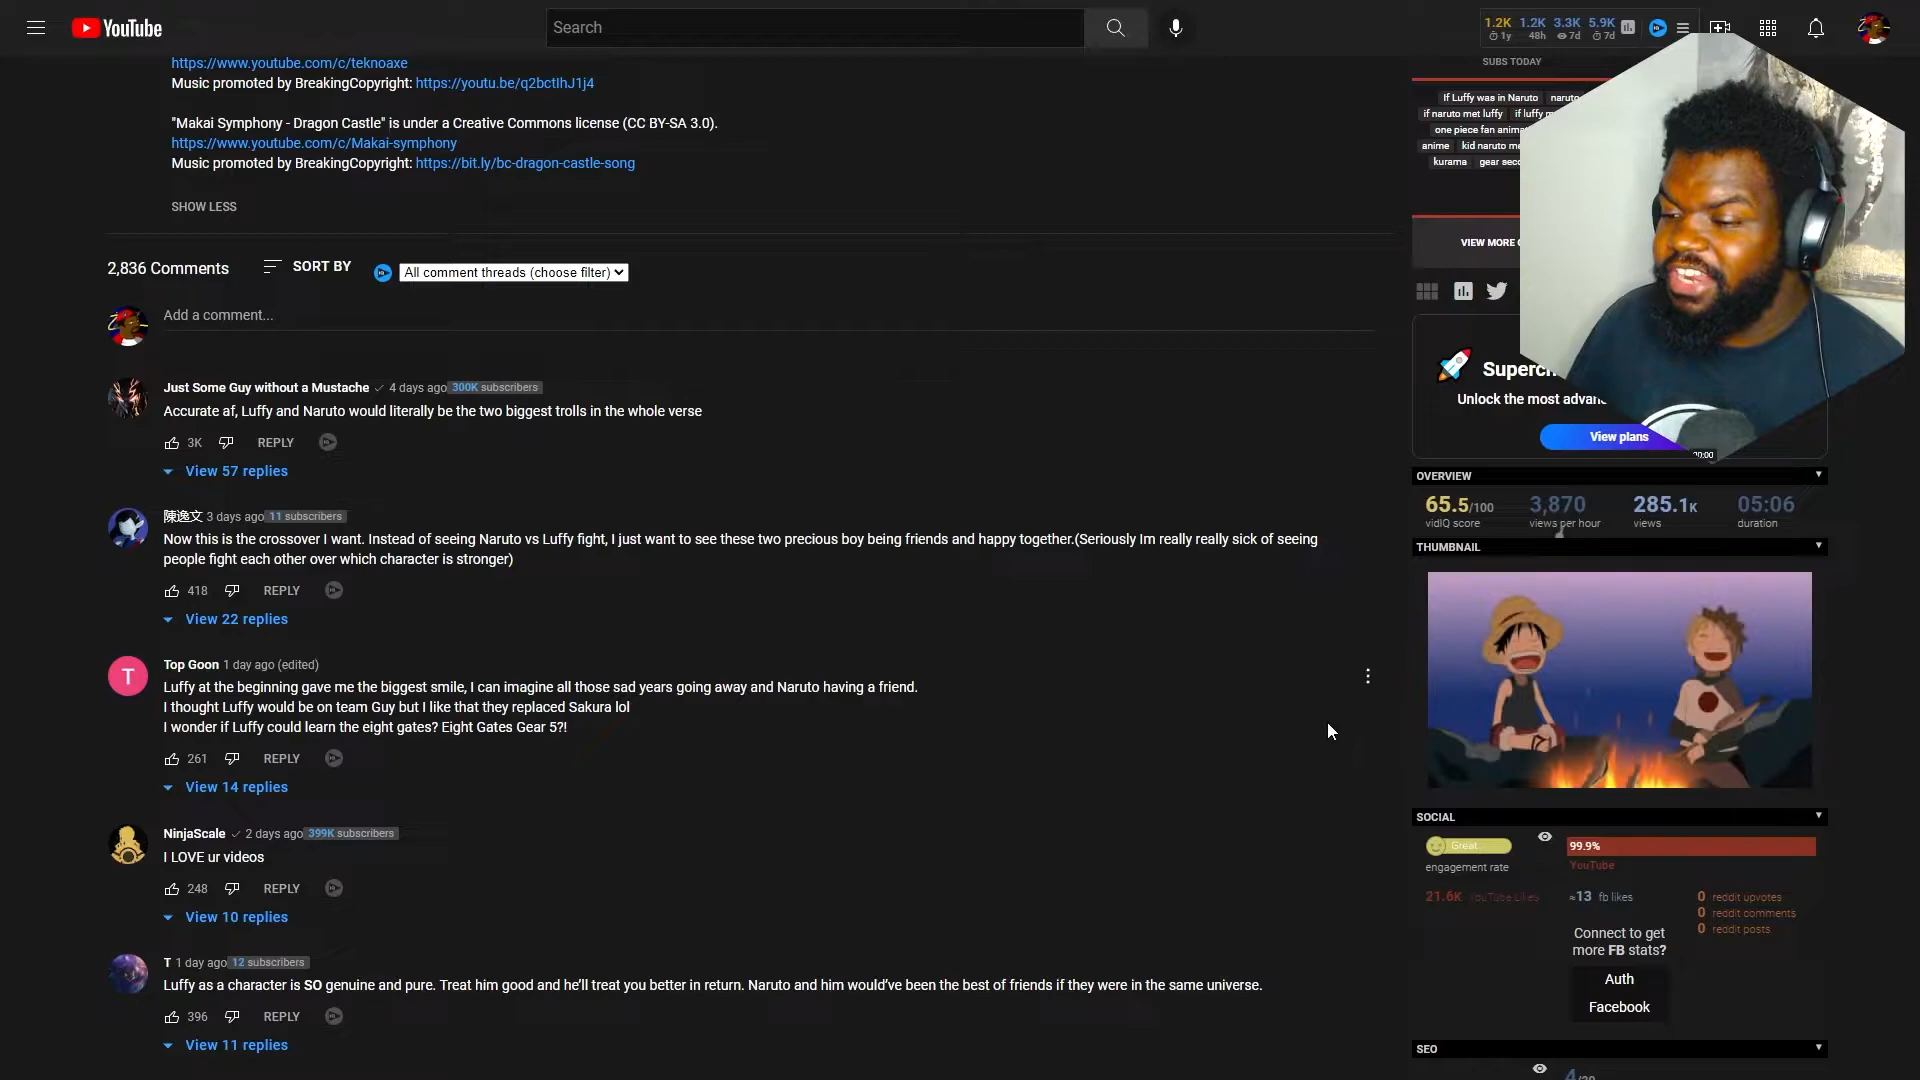 YouTube
Search
1.2K 1.2K 3.3K 5.9K
1y 48h 7d 7d
SUBS TODAY
https://www.youtube.com/c/teknoaxe
Music promoted by BreakingCopyright: https://youtu.be/q2bctIhJ1j4
"Makai Symphony - Dragon Castle" is under a Creative Commons license (CC BY-SA 3.0).
https://www.youtube.com/c/Makai-symphony
Music promoted by BreakingCopyright: https://bit.ly/bc-dragon-castle-song
SHOW LESS
2,836 Comments SORT BY All comment threads (choose filter)
Add a comment...
Just Some Guy without a Mustache 4 days ago 300K subscribers
Accurate af, Luffy and Naruto would literally be the two biggest trolls in the whole verse
3K REPLY
View 57 replies
陳逸文 3 days ago 11 subscribers
Now this is the crossover I want. Instead of seeing Naruto vs Luffy fight, I just want to see these two precious boy being friends and happy together.(Seriously Im really really sick of seeing
people fight each other over which character is stronger)
418 REPLY
View 22 replies
T
Top Goon 1 day ago (edited)
Luffy at the beginning gave me the biggest smile, I can imagine all those sad years going away and Naruto having a friend.
I thought Luffy would be on team Guy but I like that they replaced Sakura lol
I wonder if Luffy could learn the eight gates? Eight Gates Gear 5?!
261 REPLY
View 14 replies
NinjaScale 2 days ago 399K subscribers
I LOVE ur videos
248 REPLY
View 10 replies
T 1 day ago 12 subscribers
Luffy as a character is SO genuine and pure. Treat him good and he'll treat you better in return. Naruto and him would've been the best of friends if they were in the same universe.
396 REPLY
View 11 replies
If Luffy was in Naruto naruto
if naruto met luffy if luffy
one piece fan
anime kid naruto
kurama gear
VIEW MORE
Unlock the most
View plans
00:00
OVERVIEW
65.5/100 3,870 285.1K 05:06
vidIQ score views per hour views duration
THUMBNAIL
SOCIAL
Great 99.9%
engagement rate YouTube
21.6K YouTube Likes ≈13 fb likes 0 reddit upvotes
0 reddit comments
0 reddit posts
Connect to get
more FB stats?
Auth
Facebook
SEO